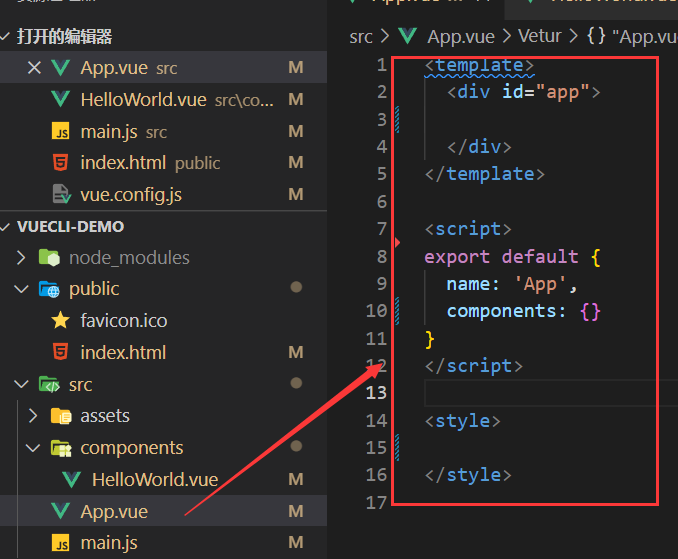 打开的编辑器
App.vue src M
HelloWorld.vue src\co... M
main.js src M
index.html public M
vue.config.js M
VUECLI-DEMO
node_modules
public
favicon.ico
index.html M
src
assets
components
HelloWorld.vue M
App.vue M
main.js M
src > App.vue > Vetur > {} "App.vue
1 <template>
2 <div id="app">
3
4 </div>
5 </template>
6
7 <script>
8 export default {
9 name: 'App',
10 components: {}
11 }
12 </script>
13
14 <style>
15
16 </style>
17